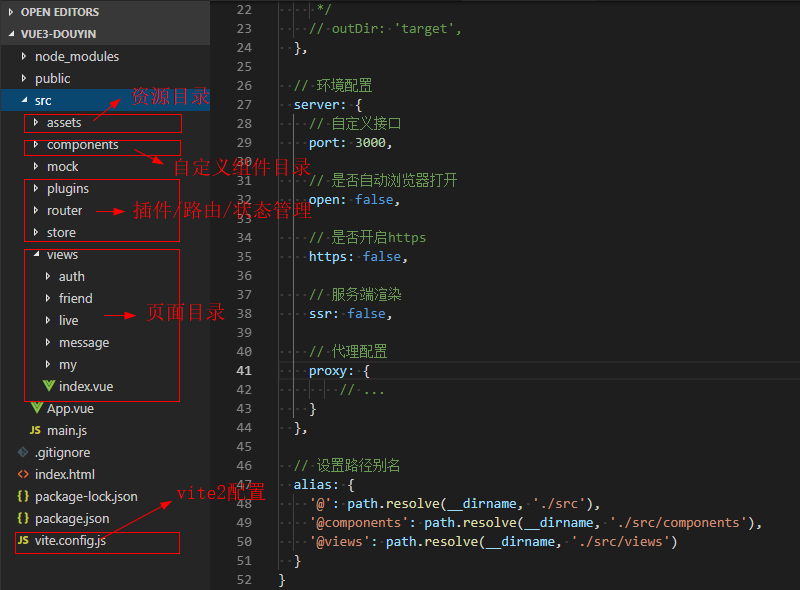 OPEN EDITORS
VUE3-DOUYIN
node_modules
public
src
资源目录
assets
components
自定义组件目录
mock
plugins
router
插件/路由/状态管理
store
views
auth
friend
live
页面目录
message
my
index.vue
App.vue
JS main.js
.gitignore
<> index.html
vite2配置
{} package-lock.json
{} package.json
JS vite.config.js
22 */
23 // outDir: 'target',
24 },
25
26 // 环境配置
27 server: {
28 // 自定义接口
29 port: 3000,
30
31 // 是否自动浏览器打开
32 open: false,
33
34 // 是否开启https
35 https: false,
36
37 // 服务端渲染
38 ssr: false,
39
40 // 代理配置
41 proxy: {
42 // ...
43 }
44 },
45
46 // 设置路径别名
47 alias: {
48 '@': path.resolve(__dirname, './src'),
49 '@components': path.resolve(__dirname, './src/components'),
50 '@views': path.resolve(__dirname, './src/views')
51 }
52 }